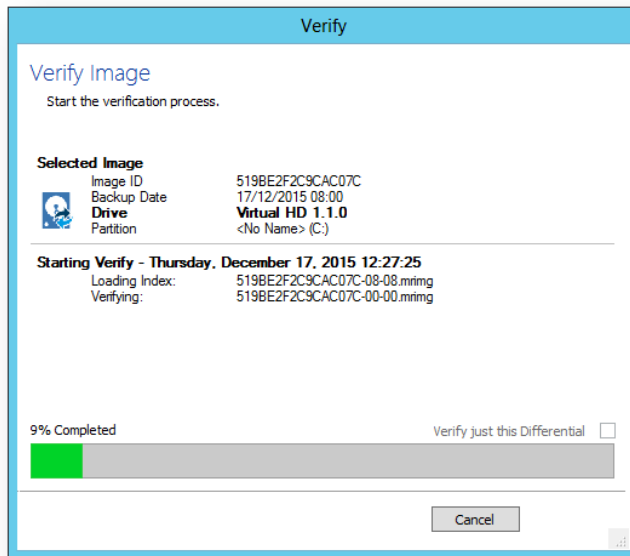 Verify
Verify Image
Start the verification process.
Selected Image
Image ID 519BE2F2C9CAC07C
Backup Date 17/12/2015 08:00
Drive Virtual HD 1.1.0
Partition <No Name> (C:)
Starting Verify - Thursday, December 17, 2015 12:27:25
Loading Index: 519BE2F2C9CAC07C-08-08.mrimg
Verifying: 519BE2F2C9CAC07C-00-00.mrimg
9% Completed Verify just this Differential
Cancel